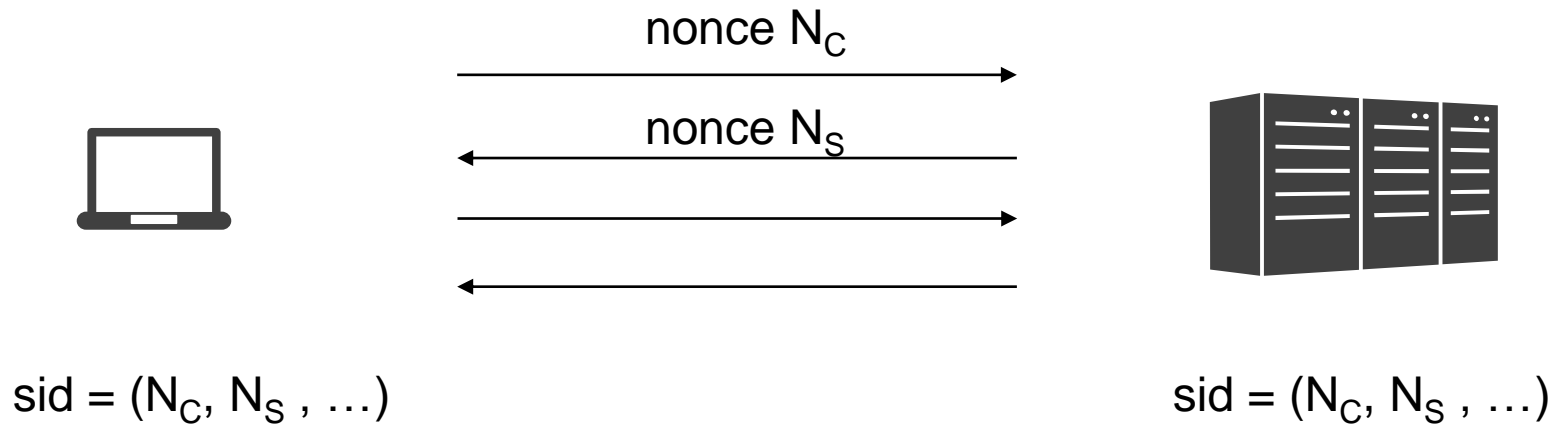 nonce N_C
nonce N_S
sid = (N_C, N_S , …)
sid = (N_C, N_S , …)